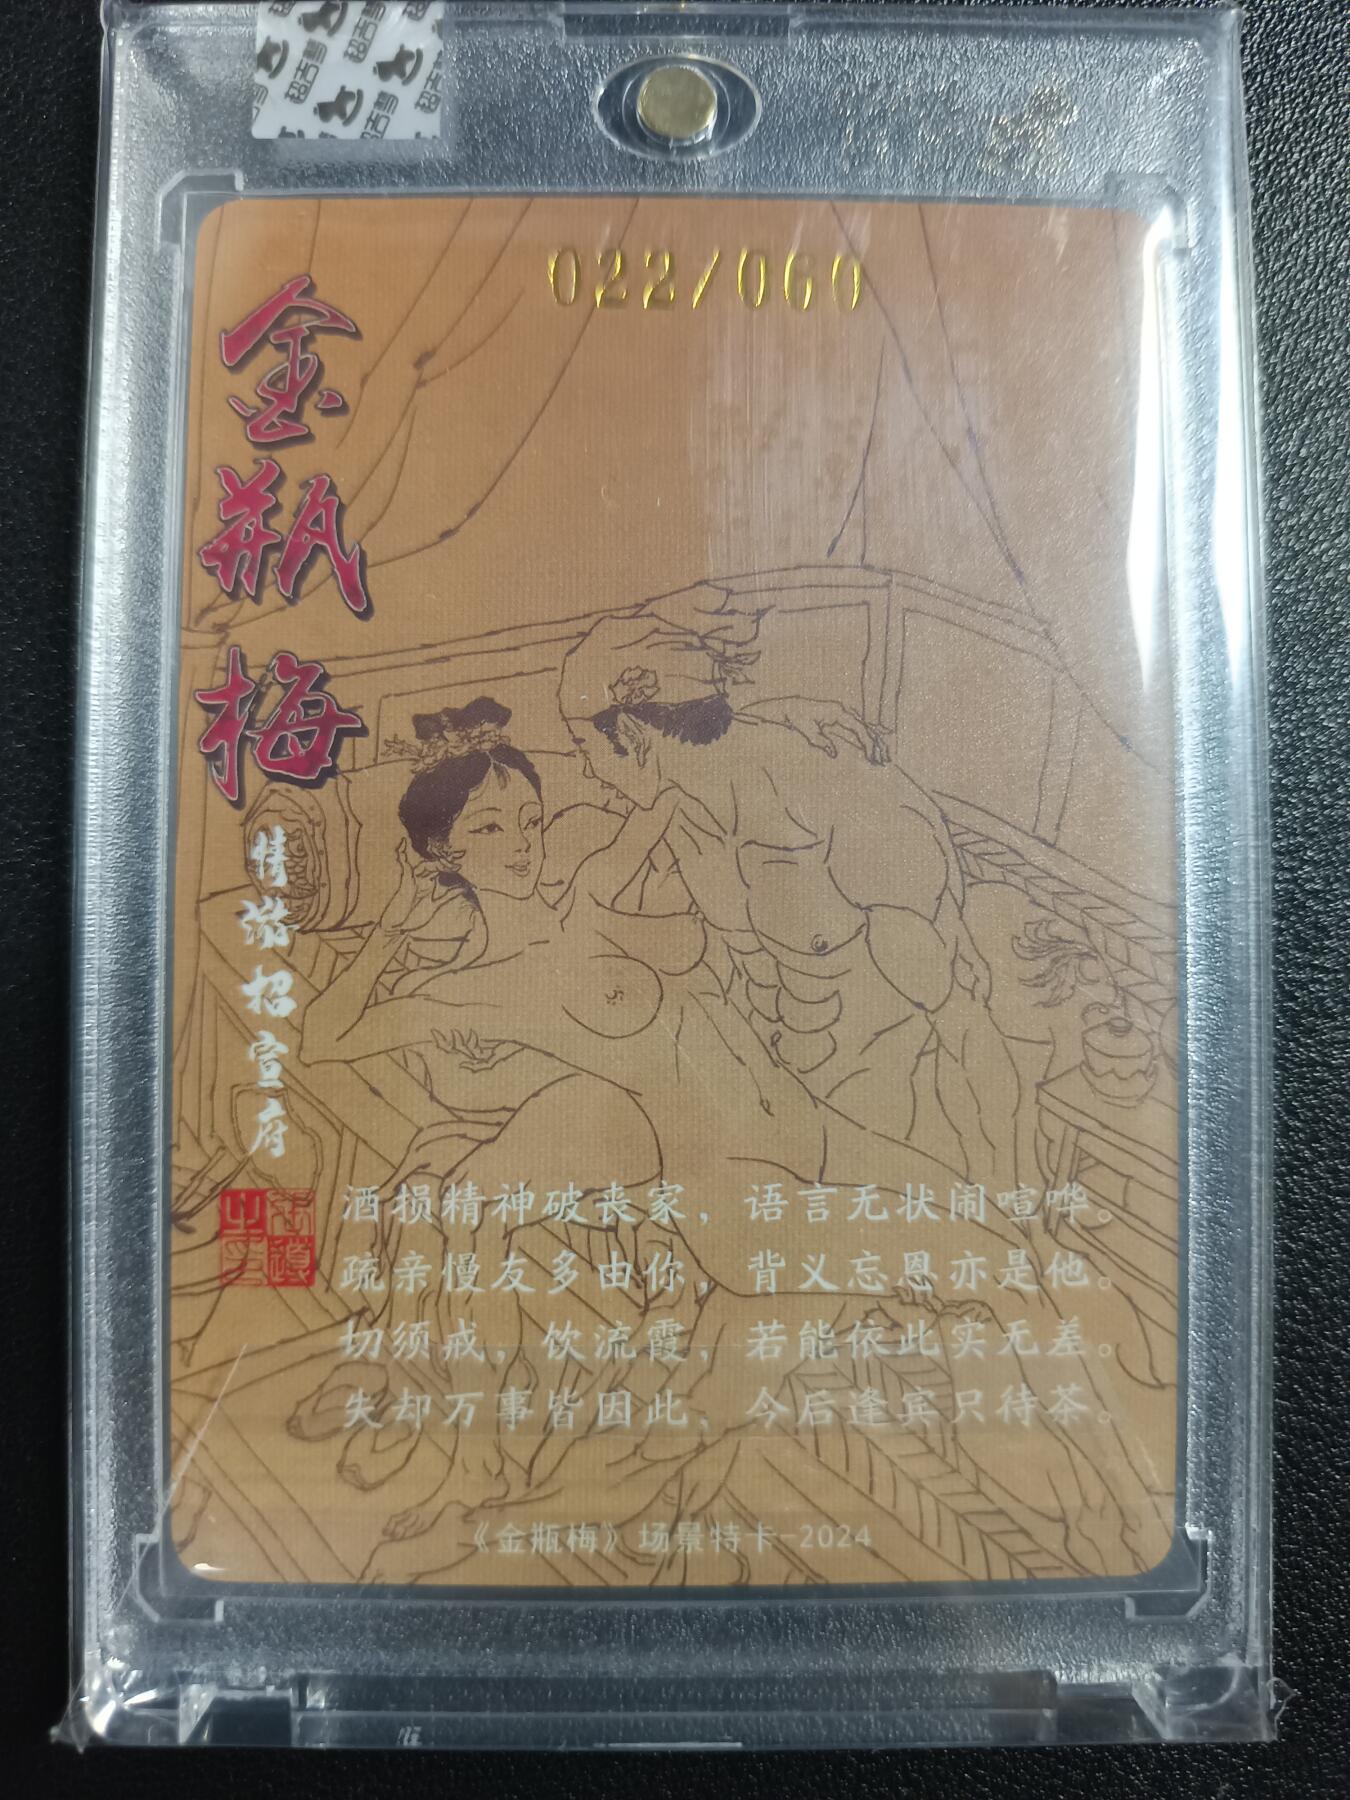 022/060
金瓶梅
情游招宣府
酒损精神破丧家，语言无状闹喧哗。
疏亲慢友多由你，背义忘恩亦是他。
切须戒，饮流霞，若能依此实无差。
失却万事皆因此，今后逢宾只待茶。
《金瓶梅》场景特卡-2024